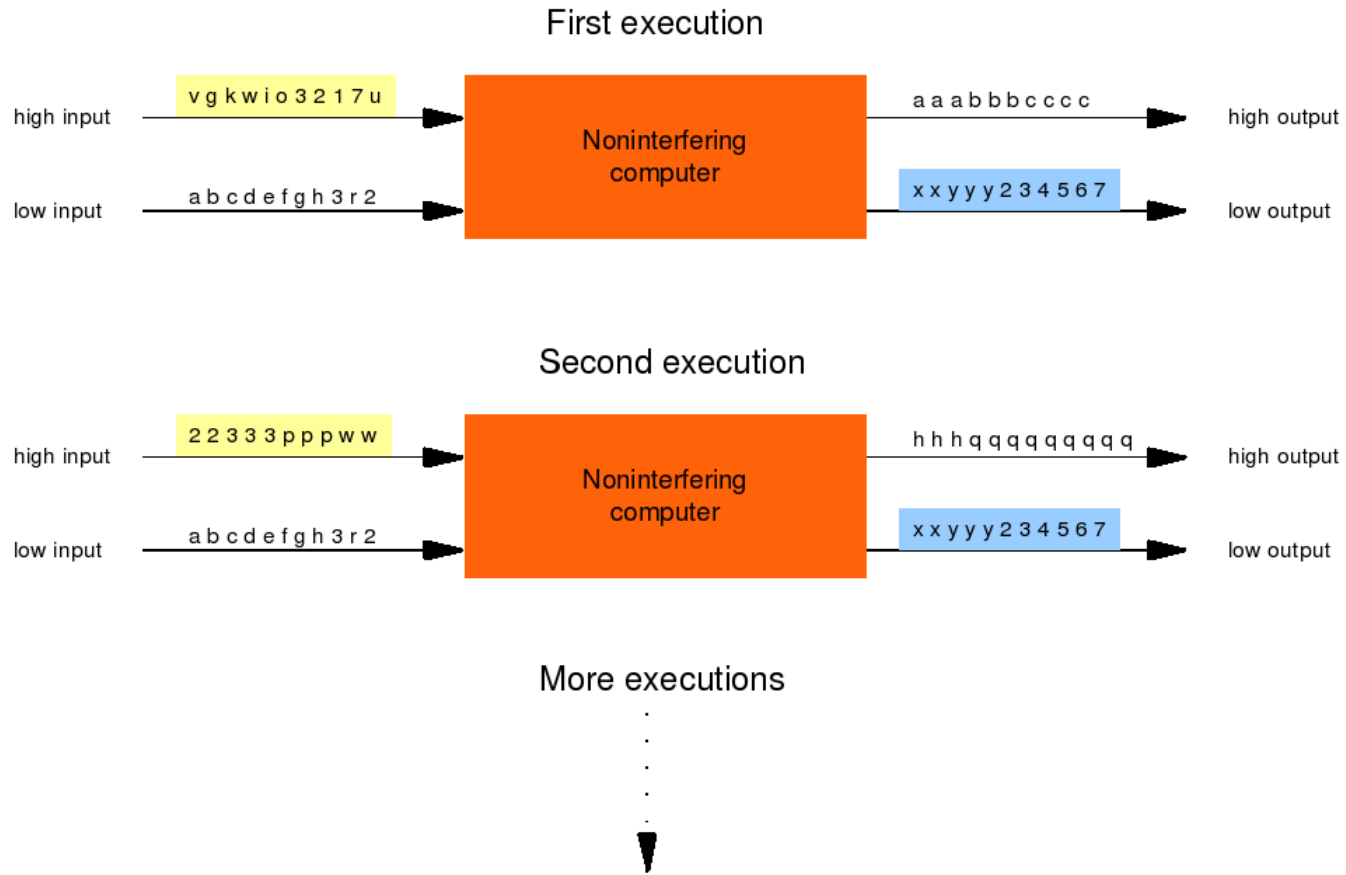 First execution
high input
v g k w i o 3 2 1 7 u
Noninterfering
computer
a a a b b b c c c c
high output
low input
a b c d e f g h 3 r 2
x x y y y 2 3 4 5 6 7
low output
Second execution
high input
2 2 3 3 3 p p p w w
Noninterfering
computer
h h h q q q q q q q q q
high output
low input
a b c d e f g h 3 r 2
x x y y y 2 3 4 5 6 7
low output
More executions